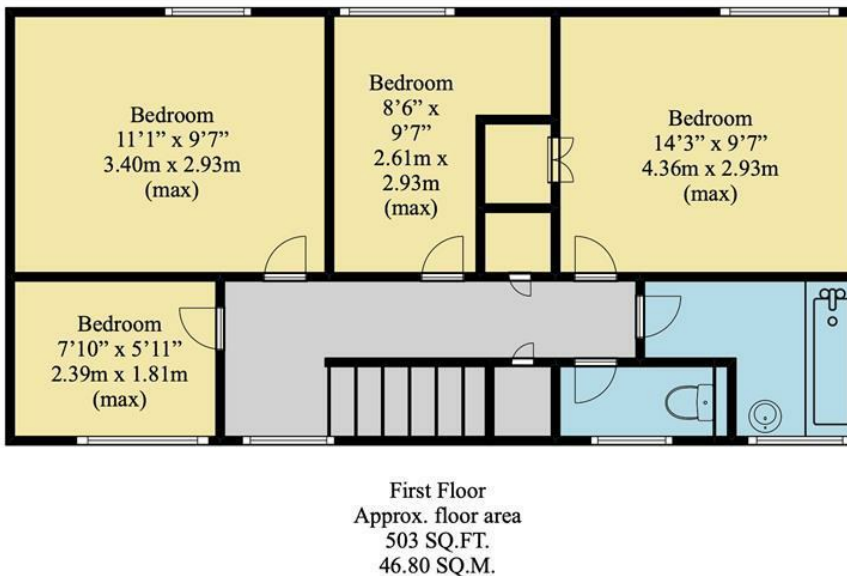 Bedroom
11’1” x 9’7”
3.40m x 2.93m
(max)
Bedroom
8’6” x
9’7”
2.61m x
2.93m
(max)
Bedroom
14’3” x 9’7”
4.36m x 2.93m
(max)
Bedroom
7’10” x 5’11”
2.39m x 1.81m
(max)
First Floor
Approx. floor area
503 SQ.FT.
46.80 SQ.M.